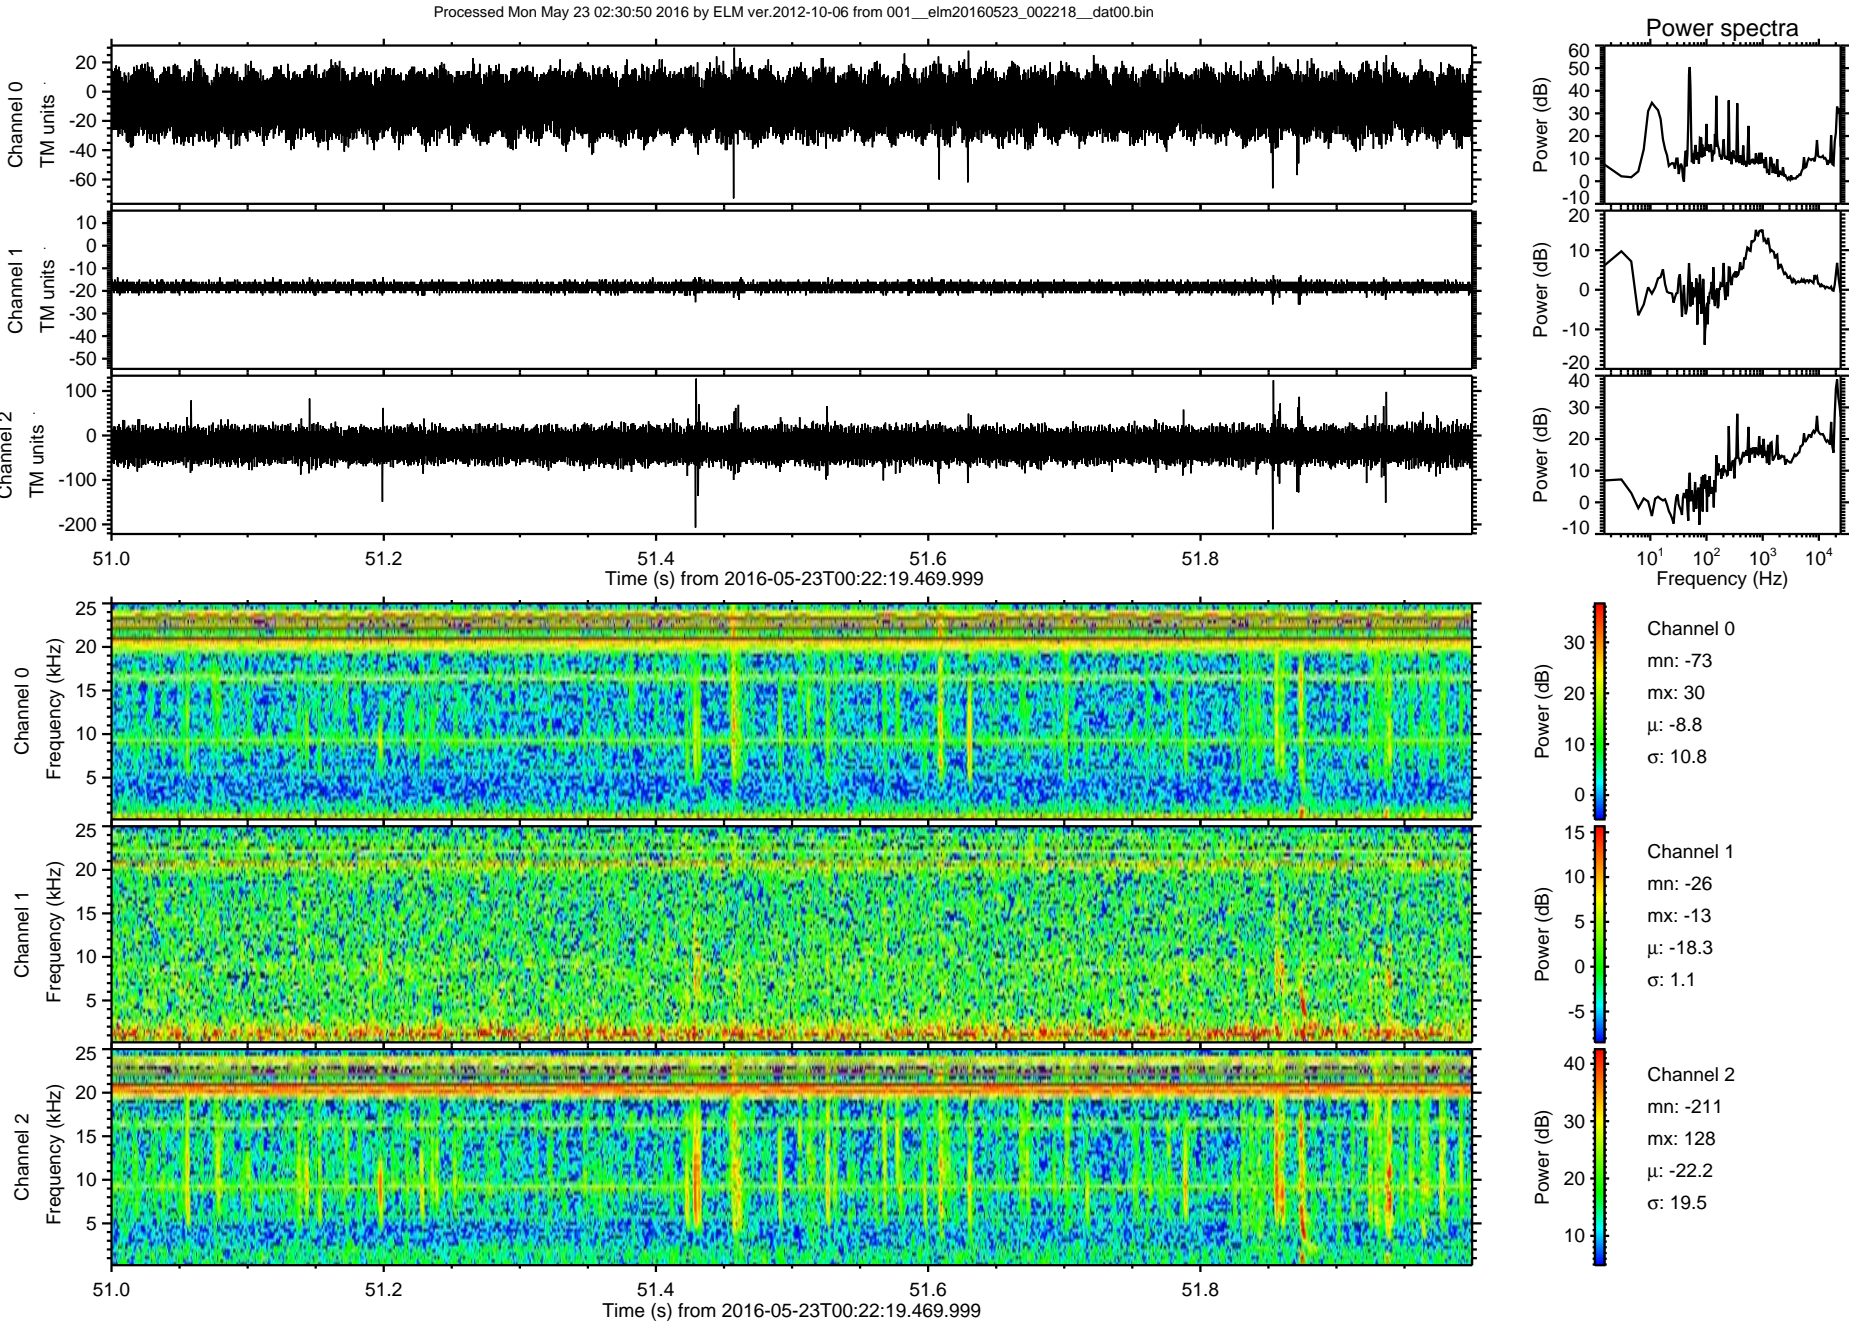 Processed Mon May 23 02:30:50 2016 by ELM ver.2012-10-06 from 001__elm20160523_002218__dat00.bin
Power spectra
Channel 0
TM units
20
0
-20
-40
-60
Power (dB)
60
50
40
30
20
10
0
-10
Channel 1
TM units
10
0
-10
-20
-30
-40
-50
Power (dB)
20
10
0
-10
-20
Channel 2
TM units
100
0
-100
-200
Power (dB)
40
30
20
10
0
-10
51.0 51.2 51.4 51.6 51.8
Time (s) from 2016-05-23T00:22:19.469.999
10^1 10^2 10^3 10^4
Frequency (Hz)
Channel 0
Frequency (kHz)
25
20
15
10
5
Power (dB)
30
20
10
0
Channel 0
mn: -73
mx: 30
μ: -8.8
σ: 10.8
Channel 1
Frequency (kHz)
25
20
15
10
5
Power (dB)
15
10
5
0
-5
Channel 1
mn: -26
mx: -13
μ: -18.3
σ: 1.1
Channel 2
Frequency (kHz)
25
20
15
10
5
Power (dB)
40
30
20
10
Channel 2
mn: -211
mx: 128
μ: -22.2
σ: 19.5
51.0 51.2 51.4 51.6 51.8
Time (s) from 2016-05-23T00:22:19.469.999